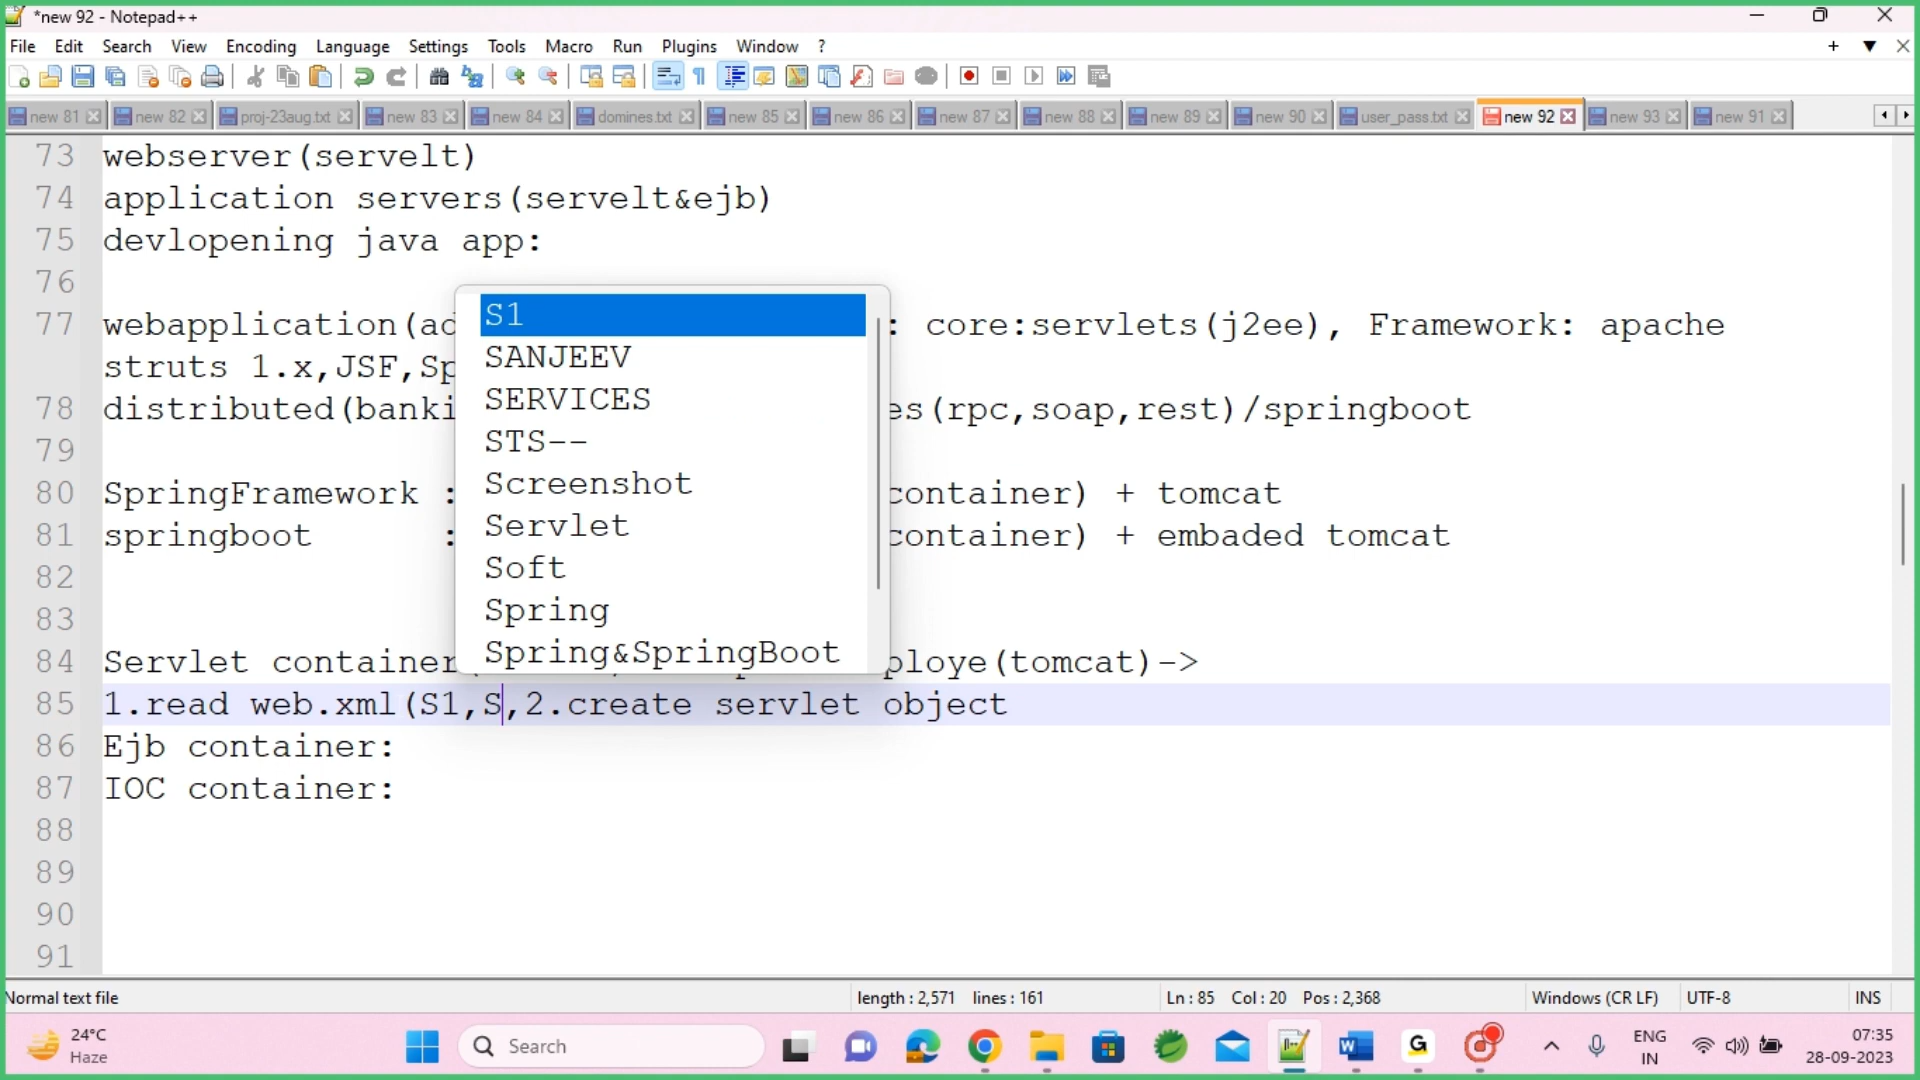 *new 92 - Notepad++
File Edit Search View Encoding Language Settings Tools Macro Run Plugins Window ?
new 81 new 82 proj-23aug.txt new 83 new 84 domines.txt new 85 new 86 new 87 new 88 new 89 new 90 user_pass.txt new 92 new 93 new 91
73 webserver(servelt)
74 application servers(servelt&ejb)
75 devlopening java app:
76
77 webapplication(ad : core:servlets(j2ee), Framework: apache
struts 1.x,JSF,Sp
78 distributed(banki es(rpc,soap,rest)/springboot
79
80 SpringFramework : container) + tomcat
81 springboot : container) + embaded tomcat
82
83
84 Servlet container ploye(tomcat)->
85 1.read web.xml(S1,S,2.create servlet object
86 Ejb container:
87 IOC container:
88
89
90
91
S1
SANJEEV
SERVICES
STS--
Screenshot
Servlet
Soft
Spring
Spring&SpringBoot
Normal text file length : 2,571 lines : 161 Ln : 85 Col : 20 Pos : 2,368 Windows (CR LF) UTF-8 INS
24°C
Haze
Search
ENG
IN
07:35
28-09-2023